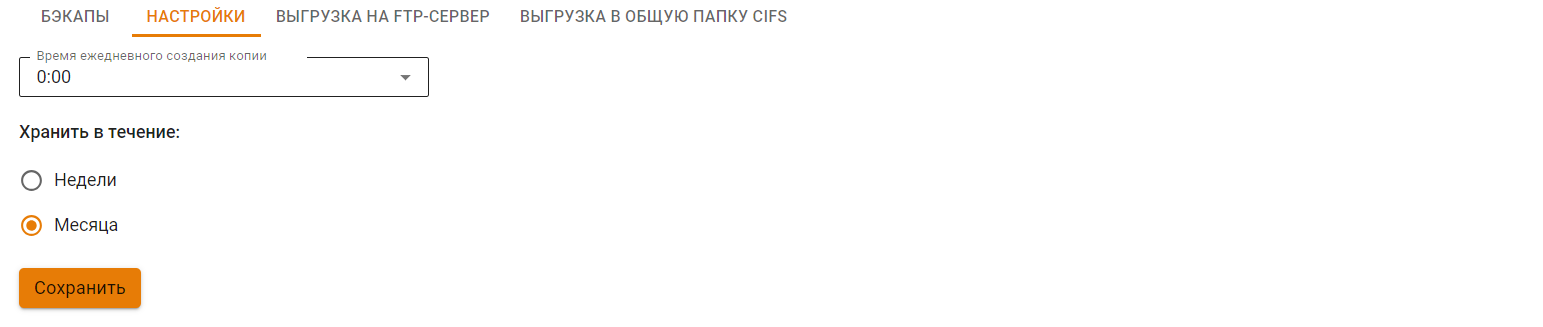 БЭКАПЫ НАСТРОЙКИ ВЫГРУЗКА НА FTP-СЕРВЕР ВЫГРУЗКА В ОБЩУЮ ПАПКУ CIFS
Время ежедневного создания копии
0:00
Хранить в течение:
Недели
Месяца
Сохранить